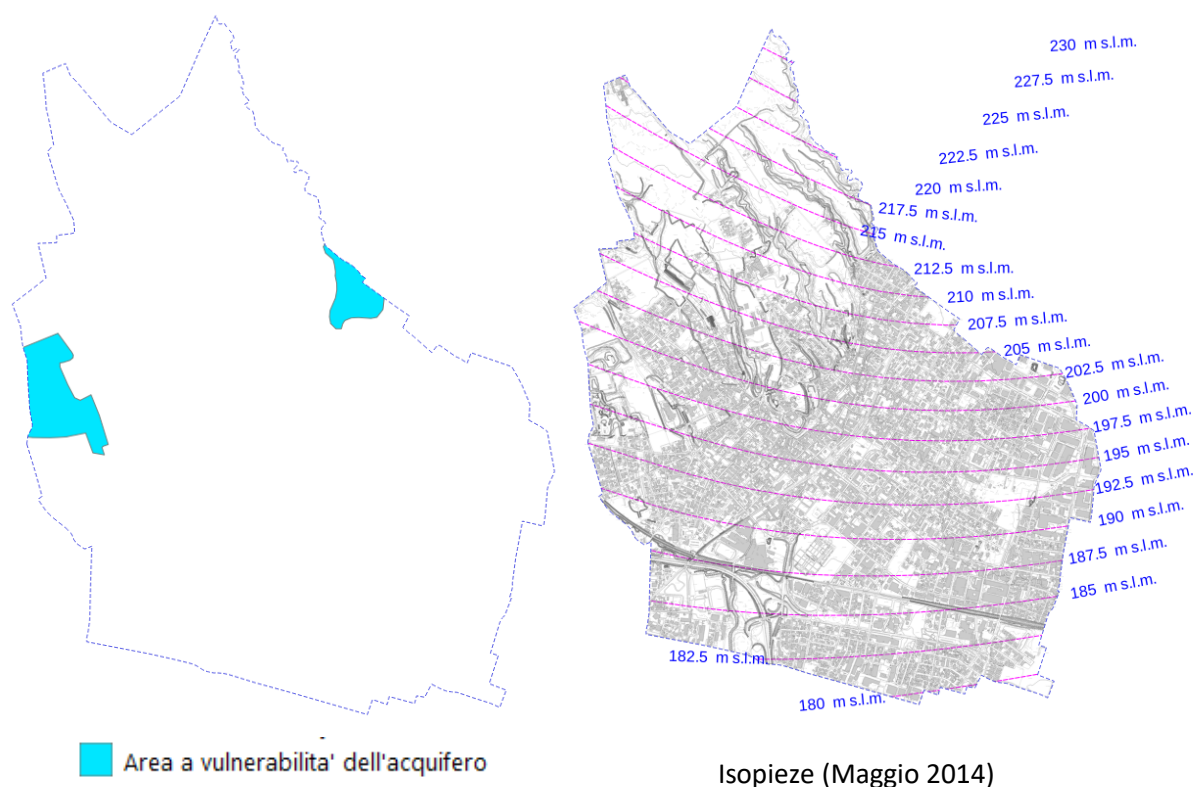 230 m s.l.m.
227.5 m s.l.m.
225 m s.l.m.
222.5 m s.l.m.
220 m s.l.m.
217.5 m s.l.m.
215 m s.l.m.
212.5 m s.l.m.
210 m s.l.m.
207.5 m s.l.m.
205 m s.l.m.
202.5 m s.l.m.
200 m s.l.m.
197.5 m s.l.m.
195 m s.l.m.
192.5 m s.l.m.
190 m s.l.m.
187.5 m s.l.m.
185 m s.l.m.
182.5 m s.l.m.
180 m s.l.m.
Area a vulnerabilita' dell'acquifero
Isopieze (Maggio 2014)